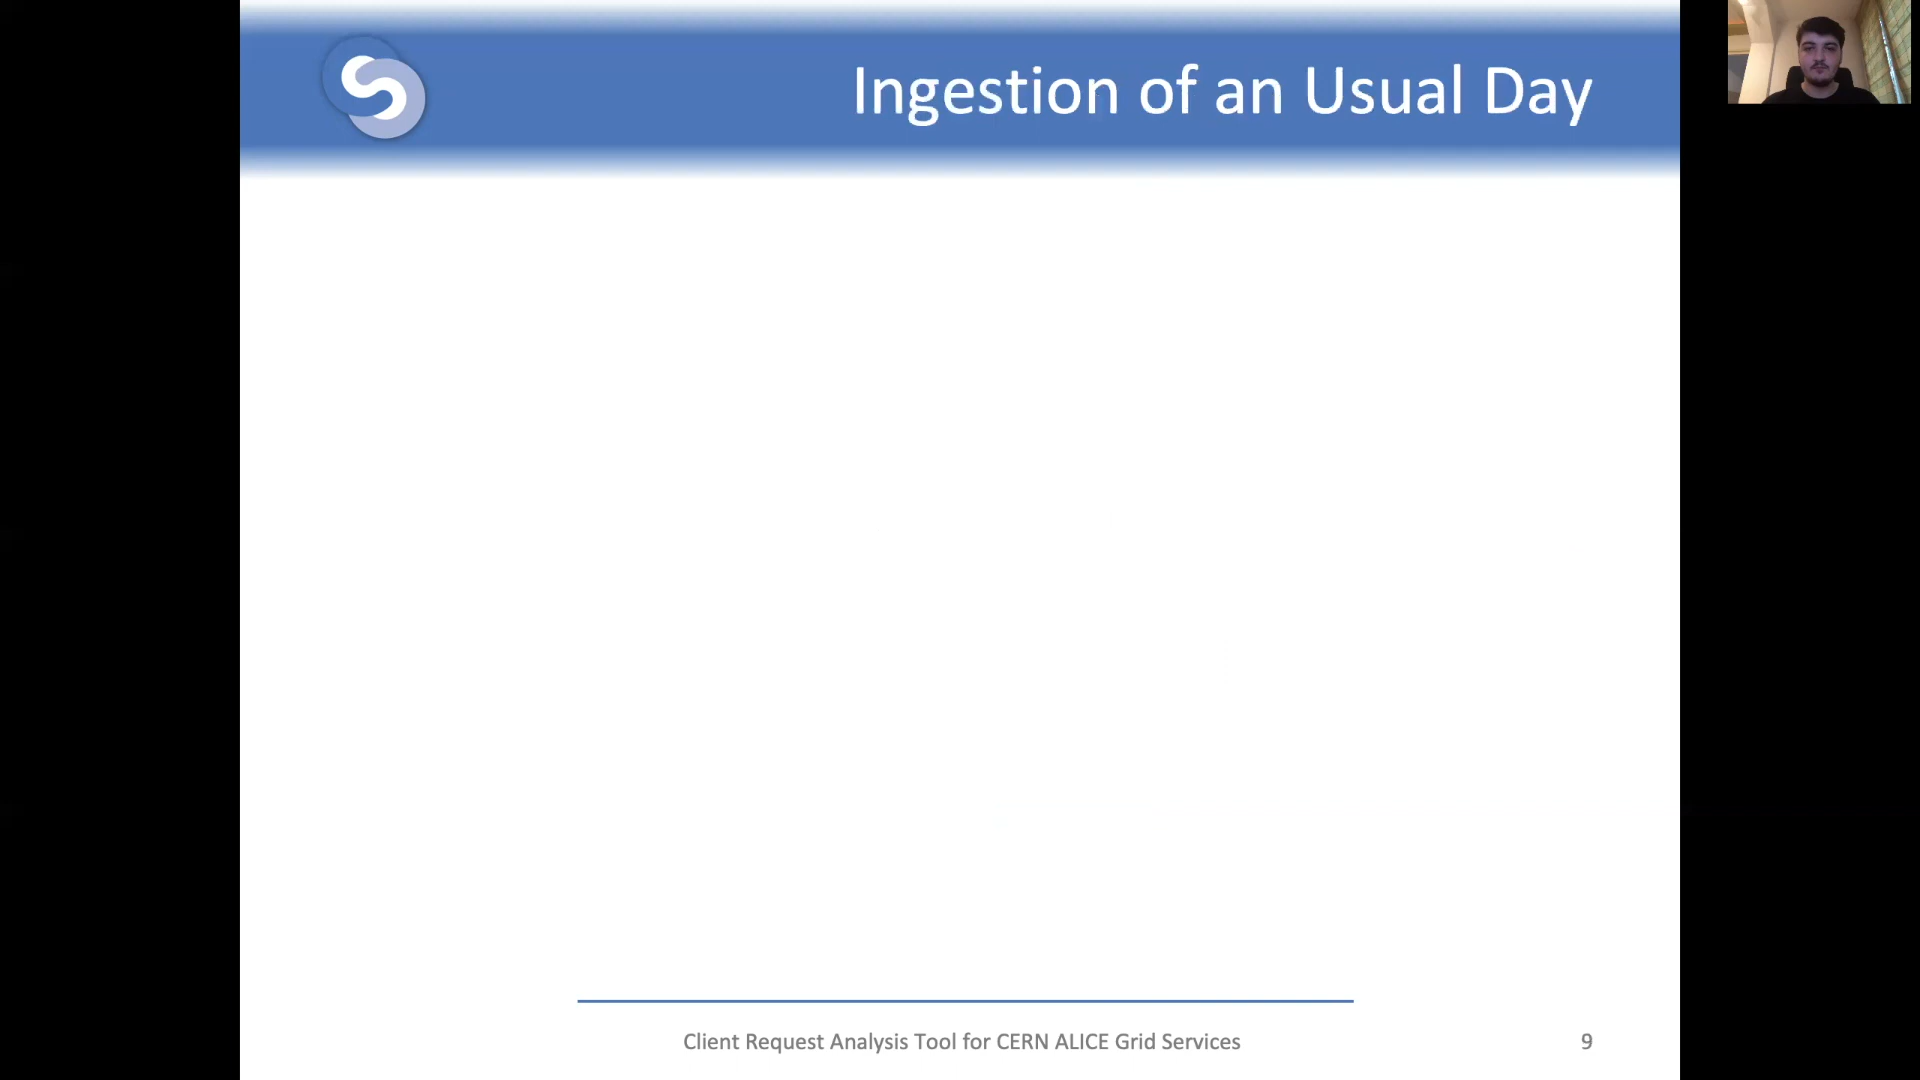 Ingestion of an Usual Day
Client Request Analysis Tool for CERN ALICE Grid Services
9